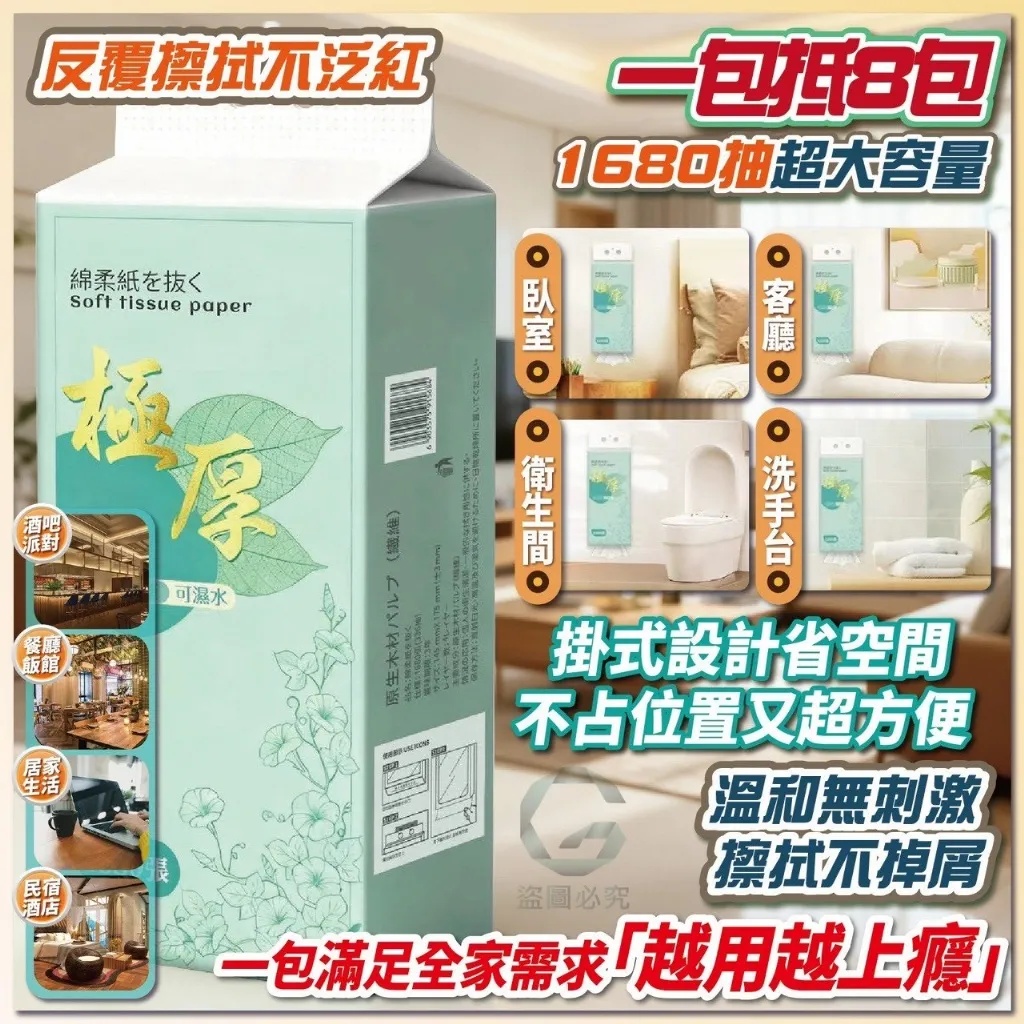 反覆擦拭不泛紅
一包抵8包
1680抽超大容量
綿柔紙を抜く
Soft tissue paper
極厚
可濕水
張
原生木材パルプ（繊維）
臥室
客廳
衛生間
洗手台
酒吧
派對
餐廳
飯館
居家
生活
民宿
酒店
掛式設計省空間
不占位置又超方便
溫和無刺激
擦拭不掉屑
盜圖必究
一包滿足全家需求「越用越上癮」